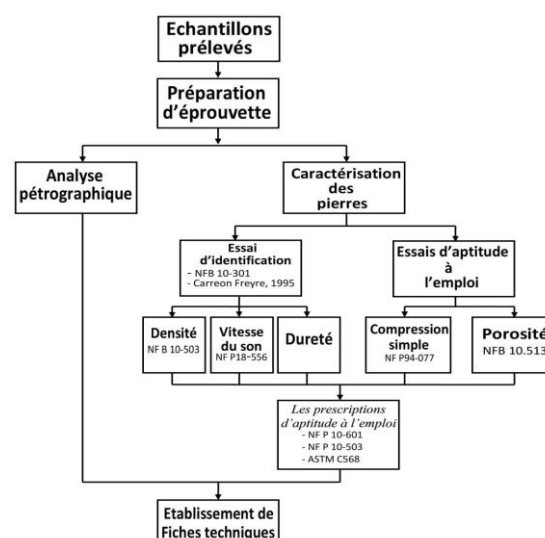 Echantillons
prélevés
Préparation
d'éprouvette
Analyse
pétrographique
Caractérisation
des
pierres
Essai
d'identification
- NFB 10-301
- Carreon Freyre, 1995
Essais d'aptitude
à
l'emploi
Densité
NF B 10-503
Vitesse
du son
NF P18-556
Dureté
Compression
simple
NF P94-077
Porosité
NFB 10.513
Les prescriptions
d'aptitude à l'emploi
- NF P 10-601
- NF P 10-503
- ASTM C568
Etablissement de
Fiches techniques